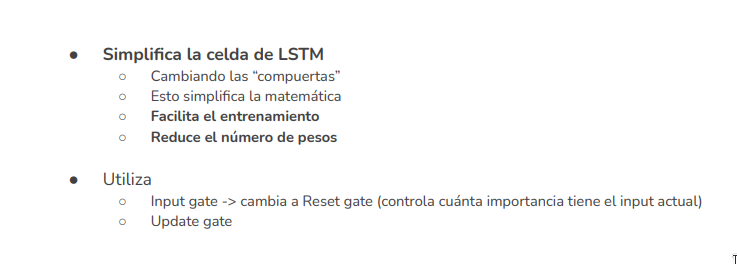 ● Simplifica la celda de LSTM
○ Cambiando las “compuertas”
○ Esto simplifica la matemática
○ Facilita el entrenamiento
○ Reduce el número de pesos
● Utiliza
○ Input gate -> cambia a Reset gate (controla cuánta importancia tiene el input actual)
○ Update gate